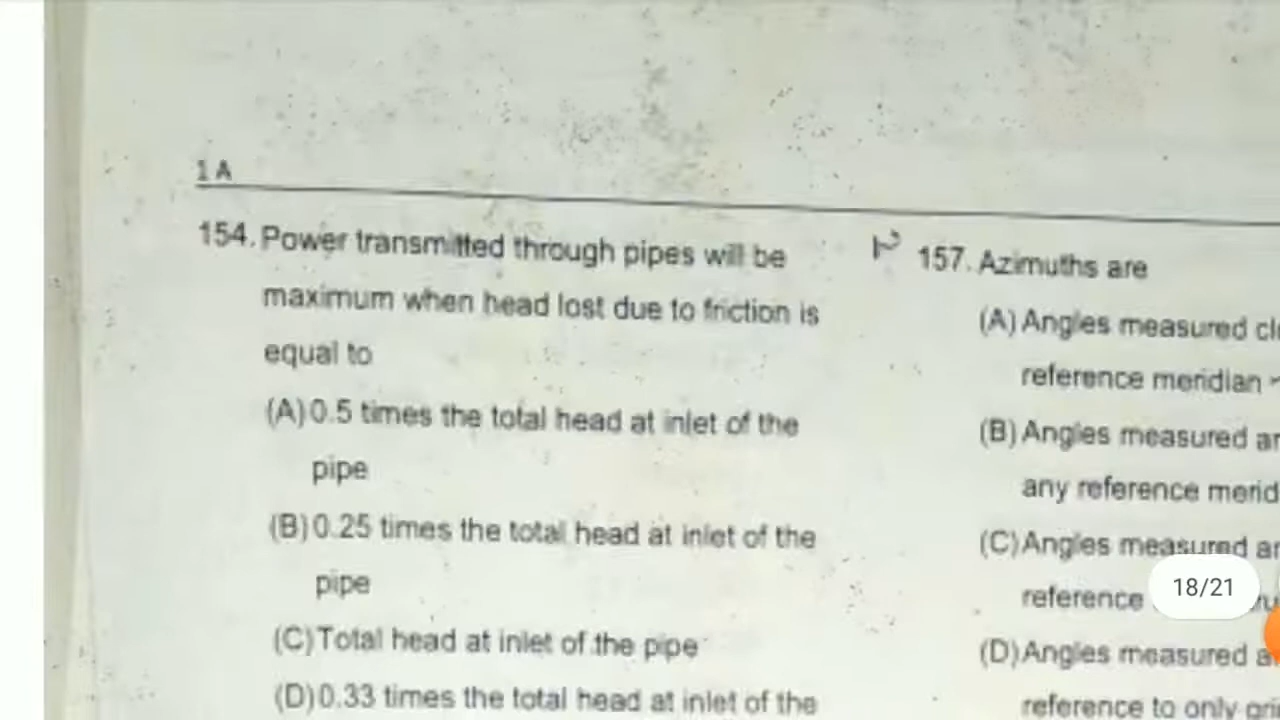 1 A
154. Power transmitted through pipes will be
maximum when head lost due to friction is
equal to
(A) 0.5 times the total head at inlet of the
pipe
(B) 0.25 times the total head at inlet of the
pipe
(C) Total head at inlet of the pipe
(D) 0.33 times the total head at inlet of the
157. Azimuths are
(A) Angles measured
reference meridian
(B) Angles measured
any reference
(C) Angles measured
reference
(D) Angles measured
reference to only
18/21